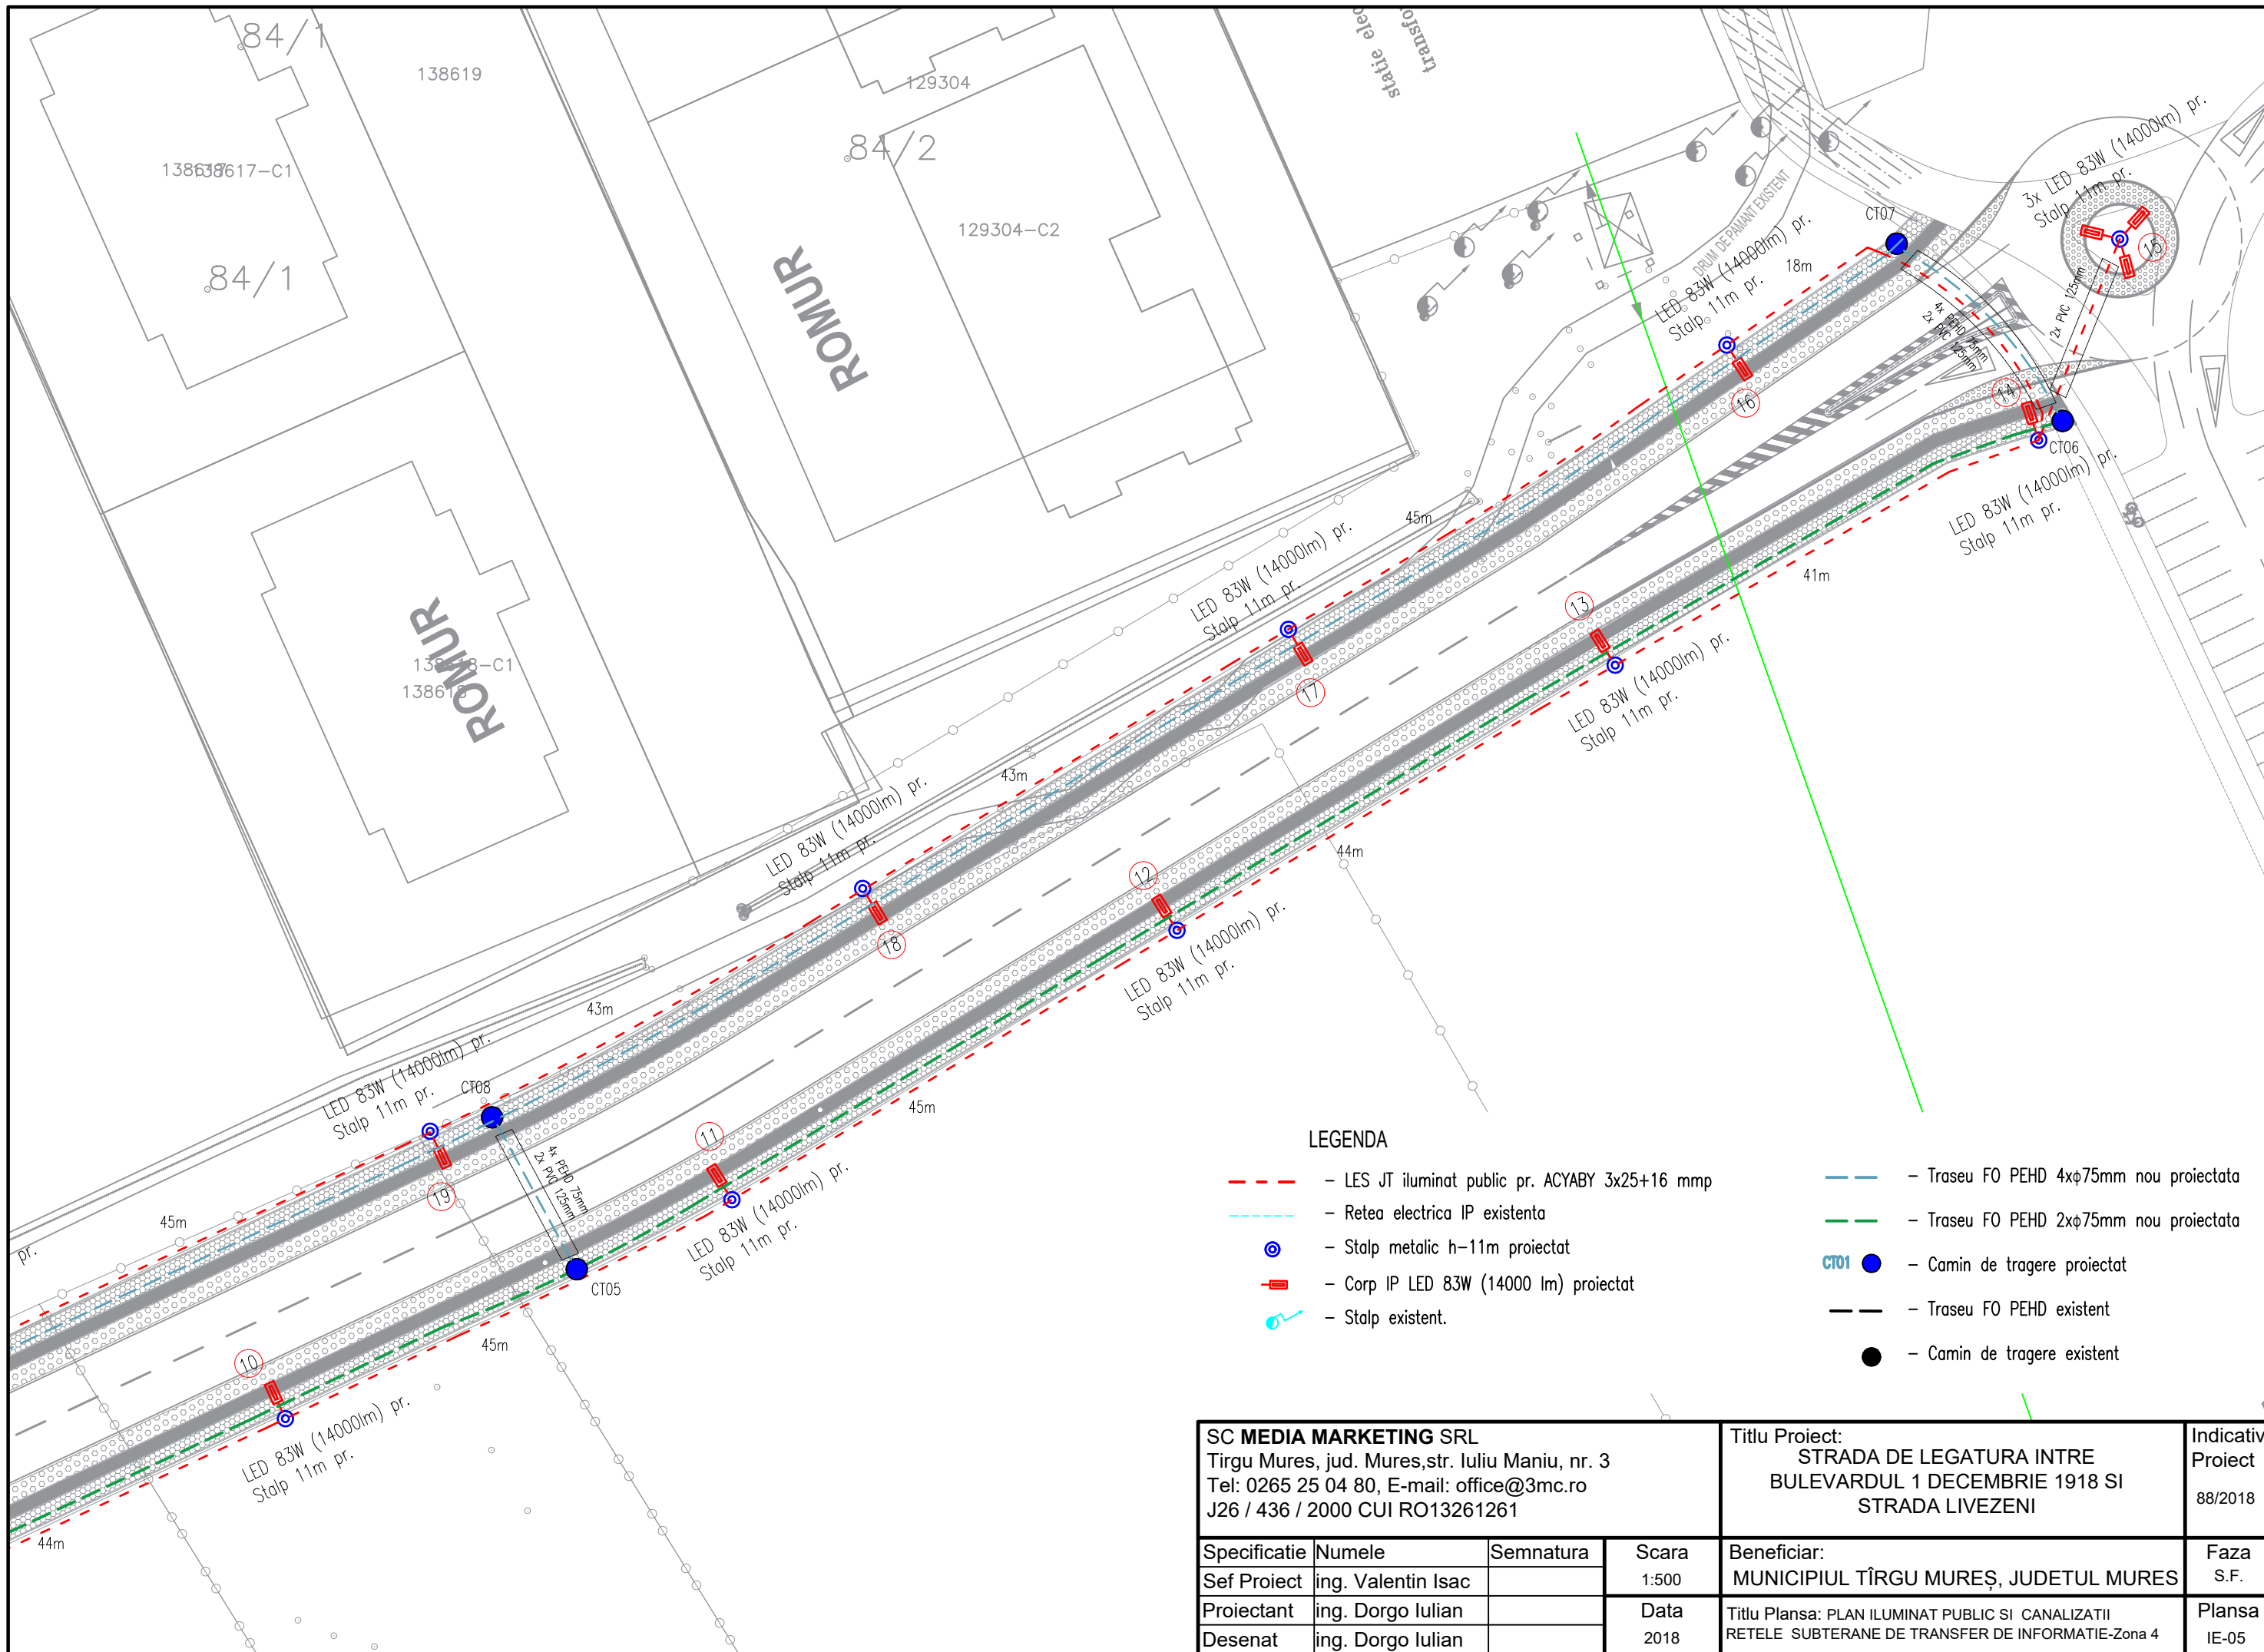 84/1
138619
129304
84/2
138617
138617-C1
129304-C2
84/1
ROMUR
statie elec
transfo
DRUM DE PAMANT EXISTENT
3x LED 83W (14000lm) pr.
Stalp 11m pr.
15
CT07
18m
LED 83W (14000lm) pr.
Stalp 11m pr.
16
4x PEHD 75mm
2x PVC 125mm
2x PVC 125mm
14
CT06
LED 83W (14000lm) pr.
Stalp 11m pr.
41m
45m
LED 83W (14000lm) pr.
Stalp 11m pr.
17
13
LED 83W (14000lm) pr.
Stalp 11m pr.
ROMUR
138618-C1
138618
43m
LED 83W (14000lm) pr.
Stalp 11m pr.
18
44m
12
LED 83W (14000lm) pr.
Stalp 11m pr.
43m
LED 83W (14000lm) pr.
Stalp 11m pr.
CT08
19
4x PEHD 75mm
2x PVC 125mm
11
45m
LED 83W (14000lm) pr.
Stalp 11m pr.
CT05
45m
pr.
45m
10
LED 83W (14000lm) pr.
Stalp 11m pr.
44m
LEGENDA
- LES JT iluminat public pr. ACYABY 3x25+16 mmp
- Retea electrica IP existenta
- Stalp metalic h-11m proiectat
- Corp IP LED 83W (14000 lm) proiectat
- Stalp existent.
- Traseu FO PEHD 4xφ75mm nou proiectata
- Traseu FO PEHD 2xφ75mm nou proiectata
CT01 - Camin de tragere proiectat
- Traseu FO PEHD existent
- Camin de tragere existent
SC MEDIA MARKETING SRL
Tirgu Mures, jud. Mures,str. Iuliu Maniu, nr. 3
Tel: 0265 25 04 80, E-mail: office@3mc.ro
J26 / 436 / 2000 CUI RO13261261
Titlu Proiect:
STRADA DE LEGATURA INTRE
BULEVARDUL 1 DECEMBRIE 1918 SI
STRADA LIVEZENI
Indicativ
Proiect
88/2018
Specificatie Numele Semnatura
Sef Proiect ing. Valentin Isac
Proiectant ing. Dorgo Iulian
Desenat ing. Dorgo Iulian
Scara
1:500
Data
2018
Beneficiar:
MUNICIPIUL TÎRGU MUREȘ, JUDETUL MURES
Faza
S.F.
Titlu Plansa: PLAN ILUMINAT PUBLIC SI CANALIZATII
RETELE SUBTERANE DE TRANSFER DE INFORMATIE-Zona 4
Plansa
IE-05